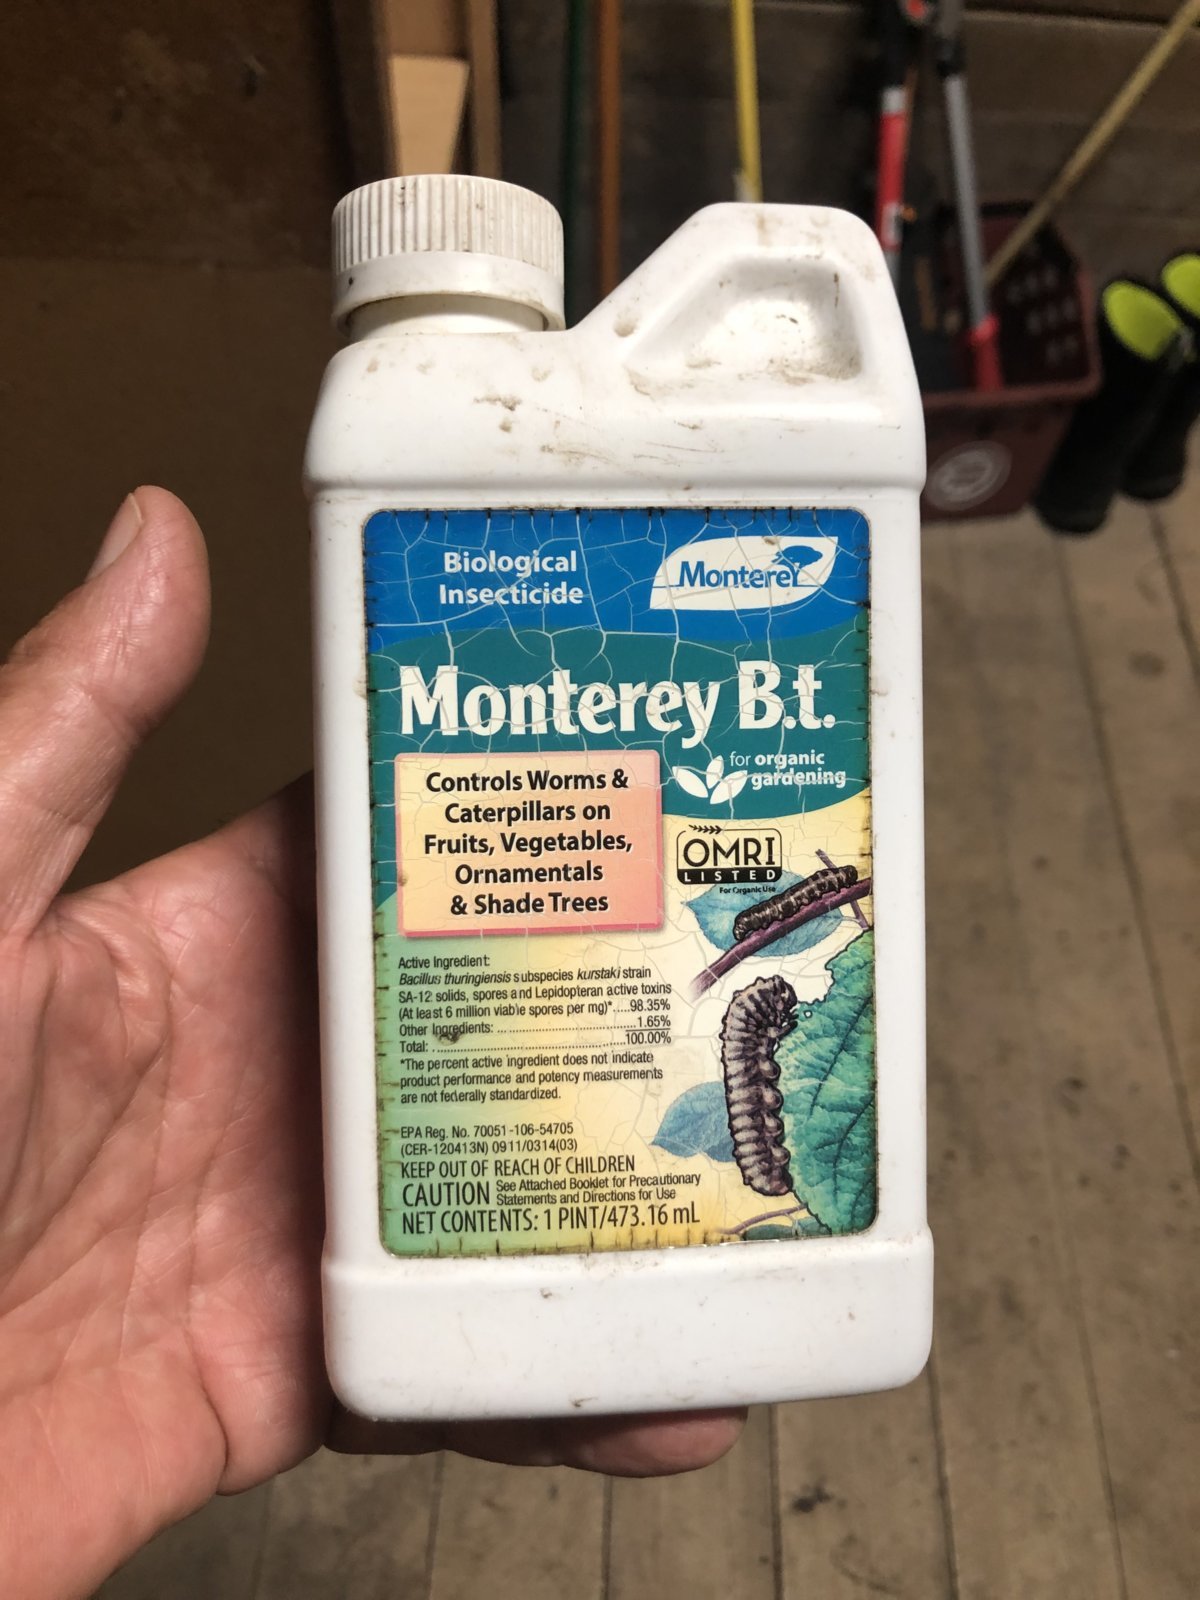 Biological
Insecticide
Monterey
Monterey B.t.
for organic
gardening
Controls Worms &
Caterpillars on
Fruits, Vegetables,
Ornamentals
& Shade Trees
OMRI
LISTED
For Organic Use
Active Ingredient:
Bacillus thuringiensis subspecies kurstaki strain
SA-12 solids, spores and Lepidopteran active toxins
(At least 6 million viable spores per mg)*.....98.35%
Other Ingredients: ................................1.65%
Total: .............................................100.00%
*The percent active ingredient does not indicate
product performance and potency measurements
are not federally standardized.
EPA Reg. No. 70051-106-54705
(CER-120413N) 0911/0314(03)
KEEP OUT OF REACH OF CHILDREN
CAUTION See Attached Booklet for Precautionary
Statements and Directions for Use
NET CONTENTS: 1 PINT/473.16 mL